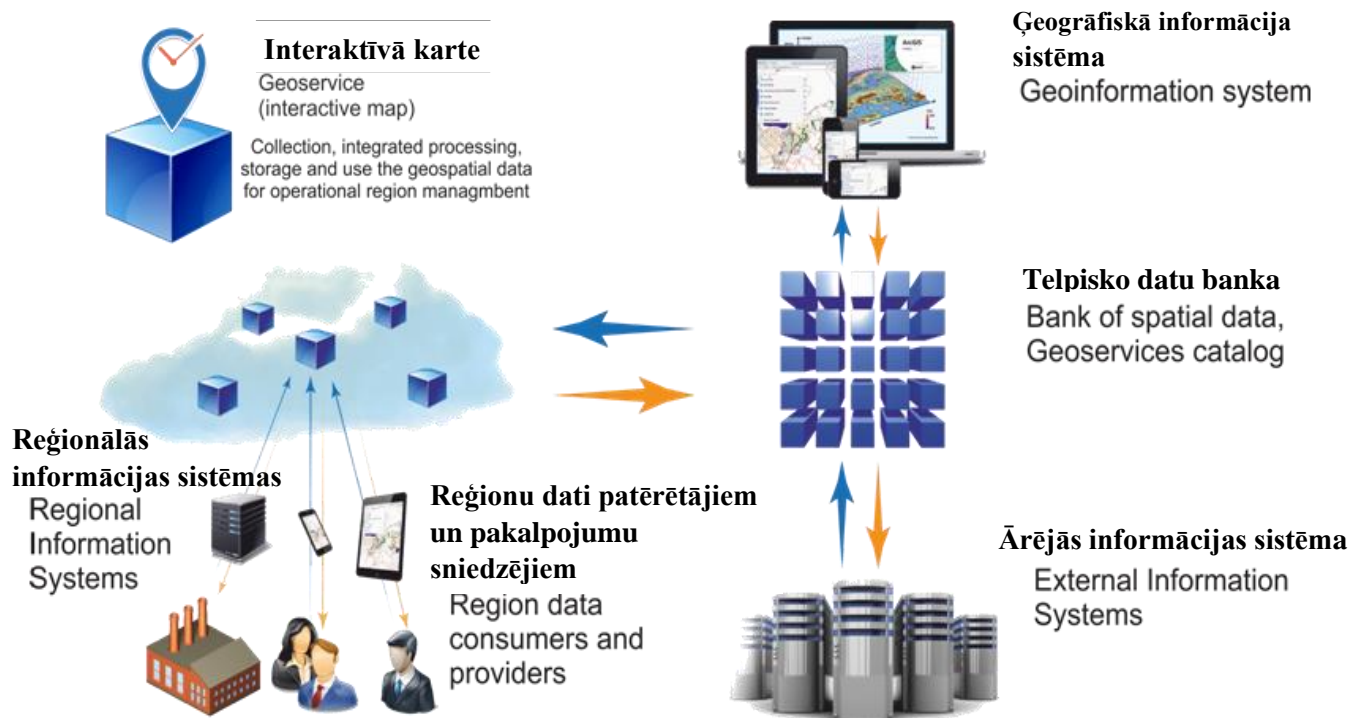 Interaktīvā karte
Geoservice
(interactive map)
Collection, integrated processing,
storage and use the geospatial data
for operational region managmbent
Ģeogrāfiskā informācija
sistēma
Geoinformation system
Telpisko datu banka
Bank of spatial data,
Geoservices catalog
Reģionālās
informācijas sistēmas
Regional
Information
Systems
Reģionu dati patērētājiem
un pakalpojumu
sniedzējiem
Region data
consumers and
providers
Ārējās informācijas sistēma
External Information
Systems